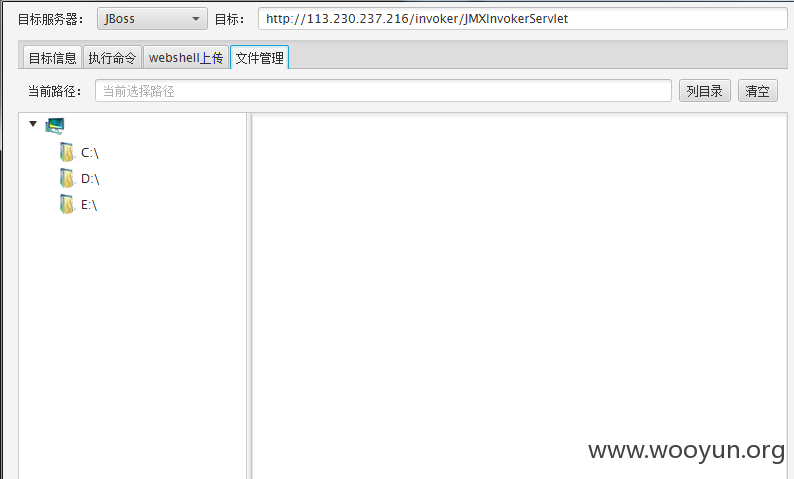 目标服务器： JBoss 目标： http://113.230.237.216/invoker/JMXInvokerServlet
目标信息 执行命令 webshell上传 文件管理
当前路径： 当前选择路径 列目录 清空
C:\
D:\
E:\
www.wooyun.org